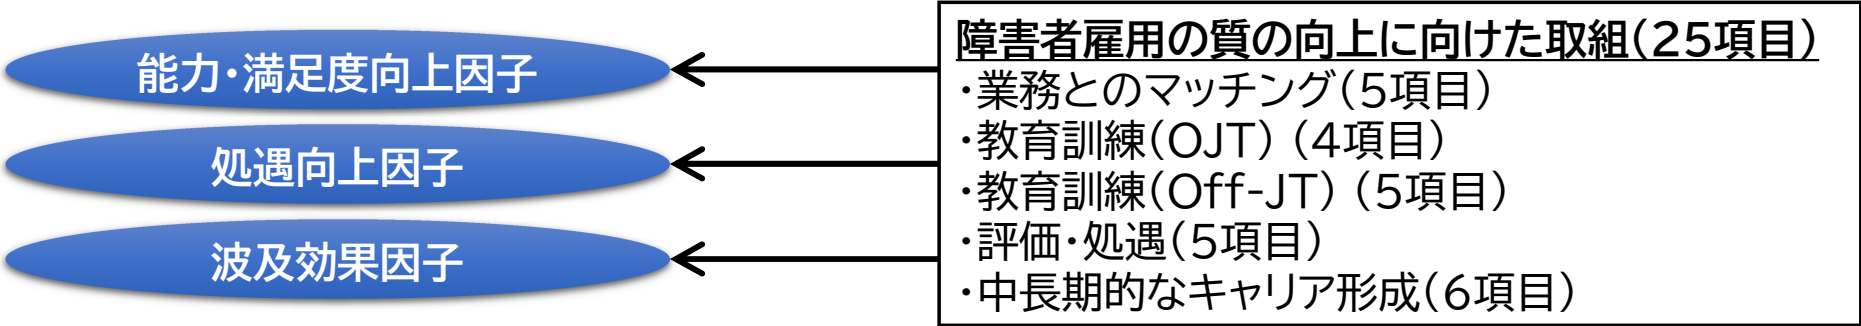 能力・満足度向上因子
処遇向上因子
波及効果因子
障害者雇用の質の向上に向けた取組(25項目)
・業務とのマッチング(5項目)
・教育訓練(OJT) (4項目)
・教育訓練(Off-JT) (5項目)
・評価・処遇(5項目)
・中長期的なキャリア形成(6項目)